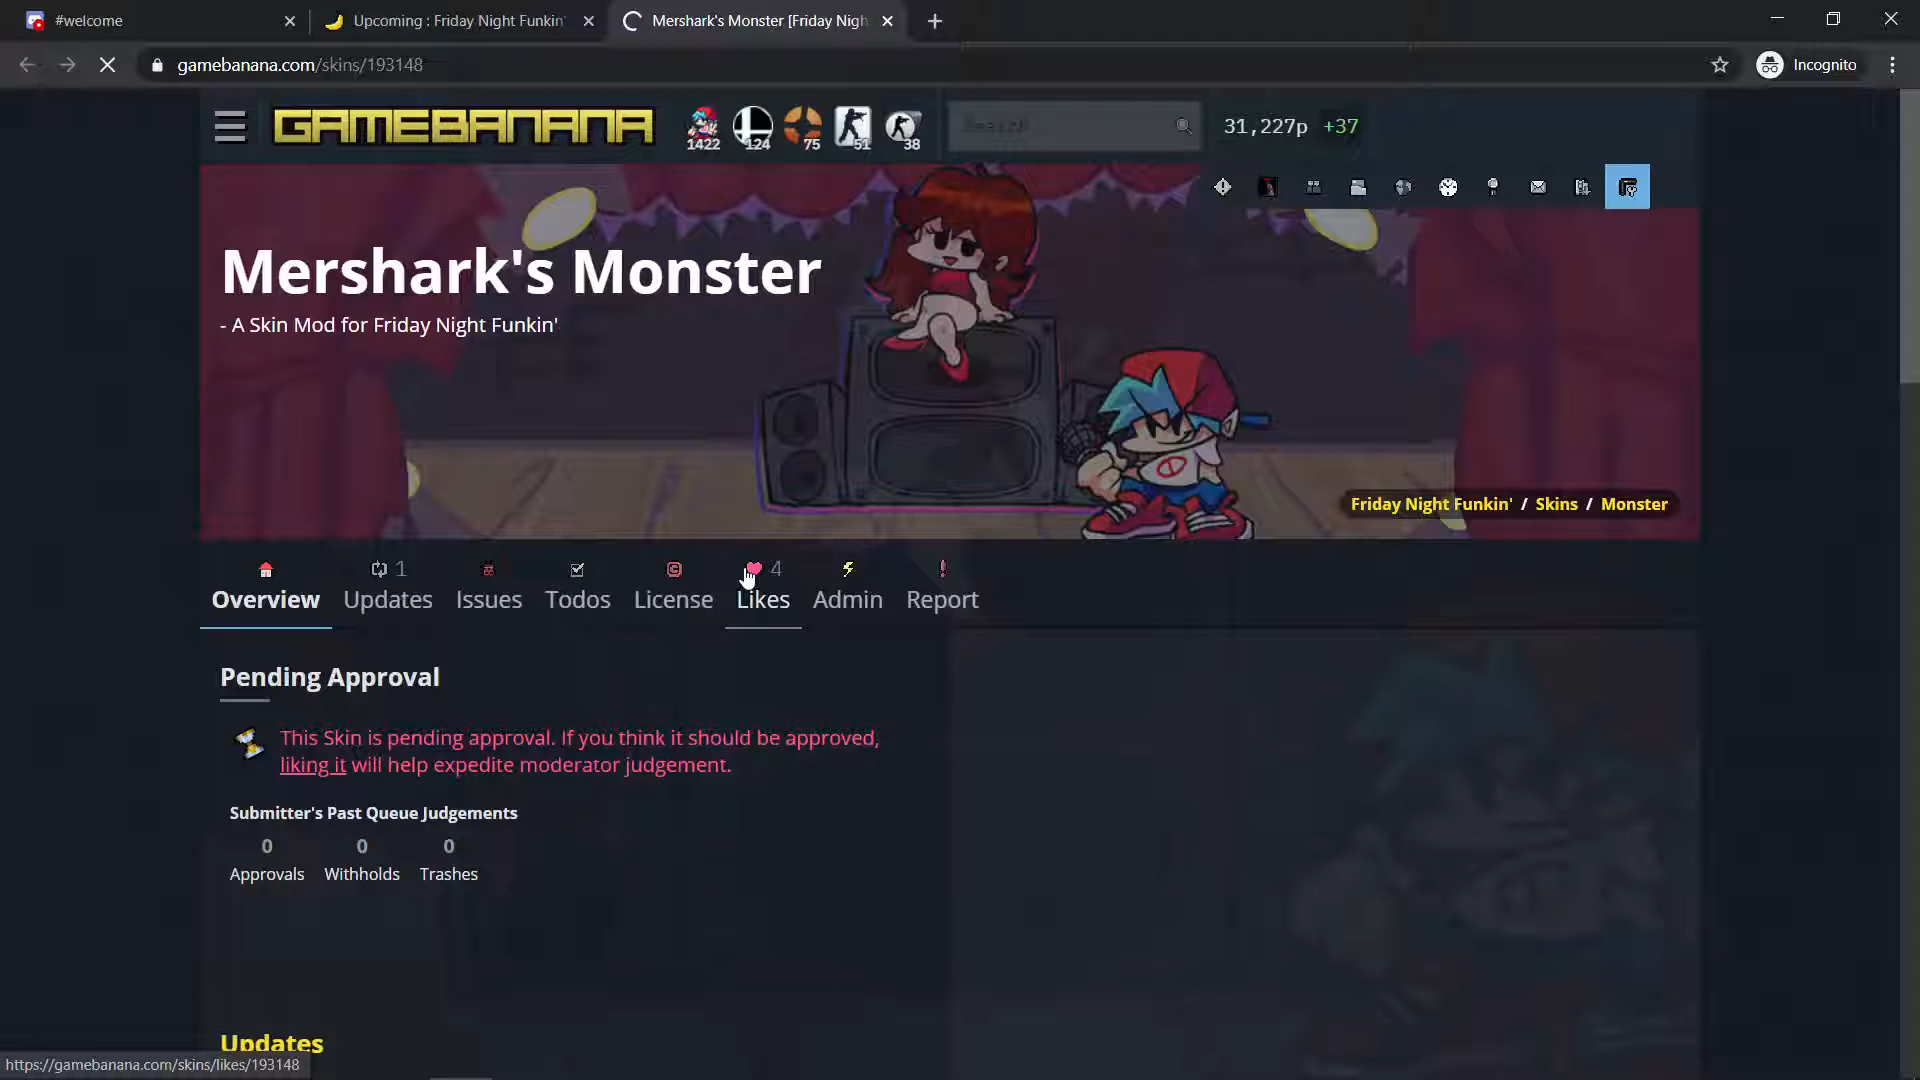 #welcome
Upcoming : Friday Night Funkin'
Mershark's Monster [Friday Nigh
gamebanana.com/skins/193148
Incognito
GAMEBANANA
1422
124
75
51
38
Search
31,227p +37
Mershark's Monster
- A Skin Mod for Friday Night Funkin'
Friday Night Funkin' / Skins / Monster
1
4
Overview
Updates
Issues
Todos
License
Likes
Admin
Report
Pending Approval
This Skin is pending approval. If you think it should be approved,
liking it will help expedite moderator judgement.
Submitter's Past Queue Judgements
0 0 0
Approvals Withholds Trashes
Updates
https://gamebanana.com/skins/likes/193148